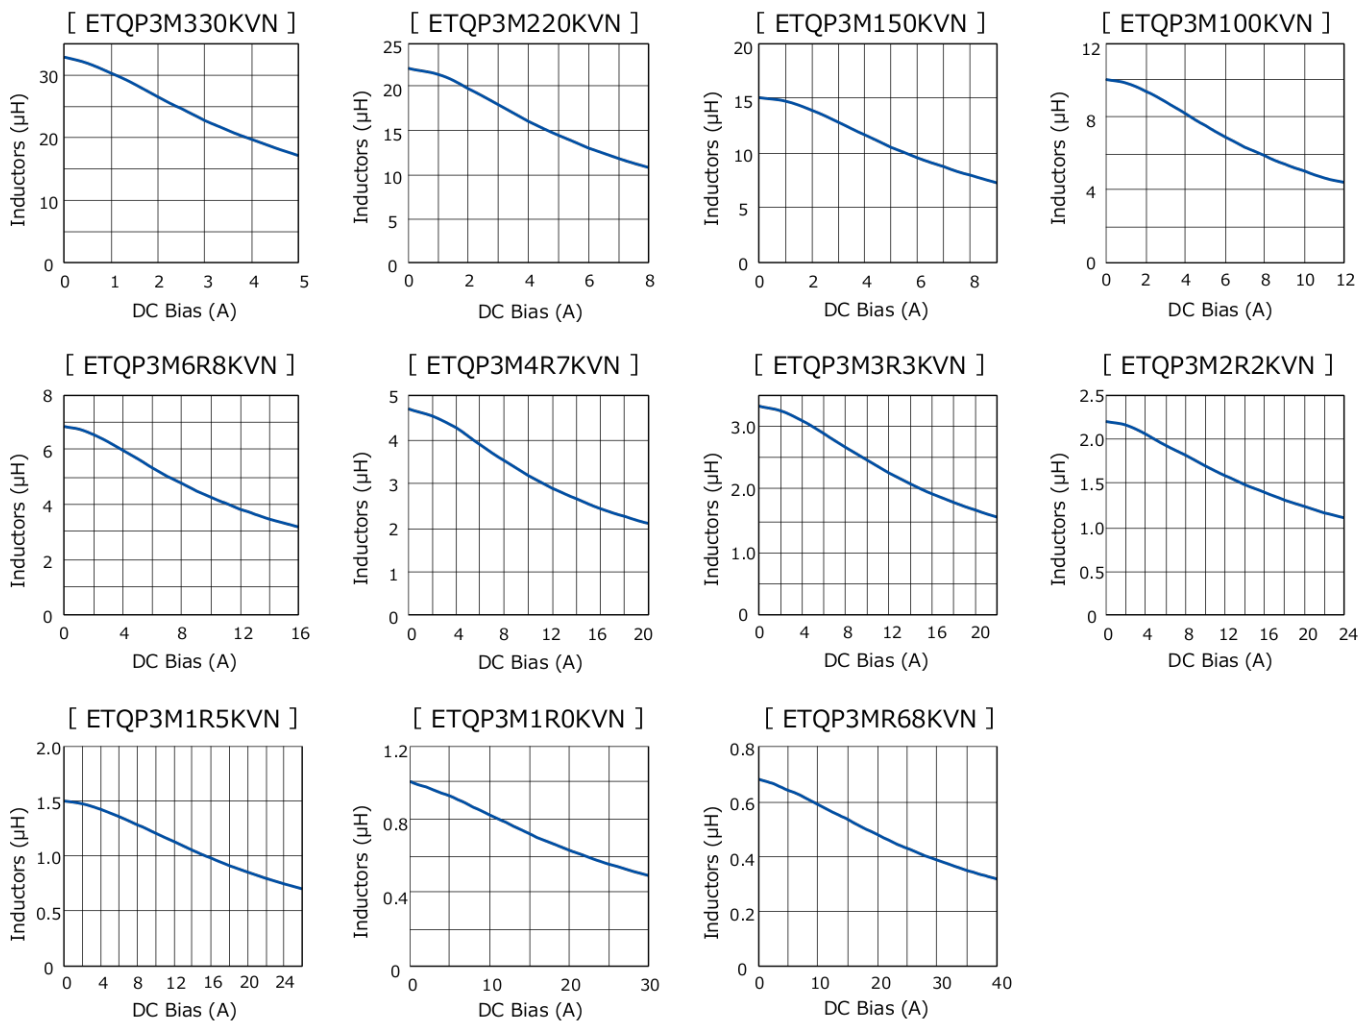 [ ETQP3M330KVN ]
Inductors (μH)
30
20
10
0
0 1 2 3 4 5
DC Bias (A)
[ ETQP3M220KVN ]
Inductors (μH)
25
20
15
10
5
0
0 2 4 6 8
DC Bias (A)
[ ETQP3M150KVN ]
Inductors (μH)
20
15
10
5
0
0 2 4 6 8
DC Bias (A)
[ ETQP3M100KVN ]
Inductors (μH)
12
8
4
0
0 2 4 6 8 10 12
DC Bias (A)
[ ETQP3M6R8KVN ]
Inductors (μH)
8
6
4
2
0
0 4 8 12 16
DC Bias (A)
[ ETQP3M4R7KVN ]
Inductors (μH)
5
4
3
2
1
0
0 4 8 12 16 20
DC Bias (A)
[ ETQP3M3R3KVN ]
Inductors (μH)
3.0
2.0
1.0
0
0 4 8 12 16 20
DC Bias (A)
[ ETQP3M2R2KVN ]
Inductors (μH)
2.5
2.0
1.5
1.0
0.5
0
0 4 8 12 16 20 24
DC Bias (A)
[ ETQP3M1R5KVN ]
Inductors (μH)
2.0
1.5
1.0
0.5
0
0 4 8 12 16 20 24
DC Bias (A)
[ ETQP3M1R0KVN ]
Inductors (μH)
1.2
0.8
0.4
0
0 10 20 30
DC Bias (A)
[ ETQP3MR68KVN ]
Inductors (μH)
0.8
0.6
0.4
0.2
0
0 10 20 30 40
DC Bias (A)